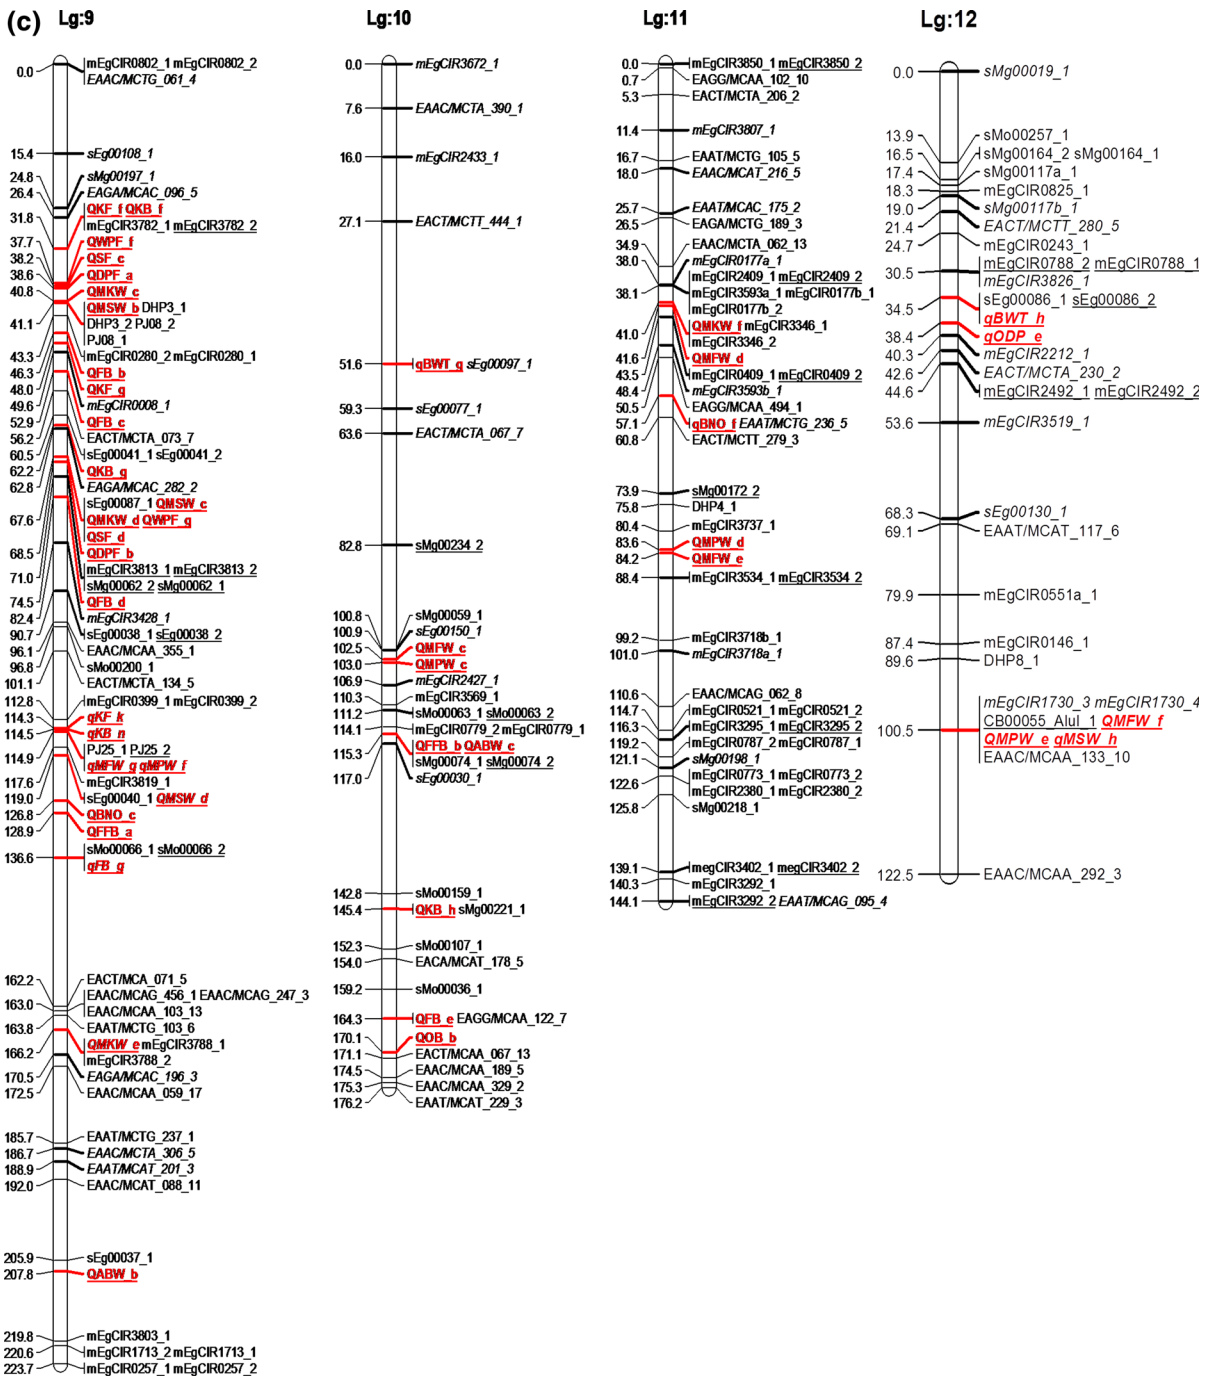 (c) Lg:9 Lg:10 Lg:11 Lg:12
0.0 mEgCIR0802_1 mEgCIR0802_2
EAAC/MCTG_061_4
15.4 sEg00108_1
24.8 sMg00197_1
26.4 EAGA/MCAC_096_5
31.8 QKF_f QKB_f
mEgCIR3782_1 mEgCIR3782_2
37.7 QWPF_f
38.2 QSF_c
38.6 QDPF_a
40.8 QMKW_c
41.1 QMSW_b DHP3_1
DHP3_2 PJ08_2
PJ08_1
43.3 mEgCIR0280_2 mEgCIR0280_1
46.3 QFB_b
48.0 QKF_g
49.6 mEgCIR0008_1
52.9 QFB_c
56.2 EACT/MCTA_073_7
60.5 sEg00041_1 sEg00041_2
62.2 QKB_g
62.8 EAGA/MCAC_282_2
67.6 sEg00087_1 QMSW_c
QMKW_d QWPF_g
QSF_d
68.5 QDPF_b
71.0 mEgCIR3813_1 mEgCIR3813_2
sMg00062_2 sMg00062_1
74.5 QFB_d
82.4 mEgCIR3428_1
90.7 sEg00038_1 sEg00038_2
96.1 EAAC/MCAA_355_1
96.8 sMo00200_1
101.1 EACT/MCTA_134_5
112.8 mEgCIR0399_1 mEgCIR0399_2
114.3 qKF_k
114.5 qKB_n
114.9 PJ25_1 PJ25_2
qMFW_g qMPW_f
117.6 mEgCIR3819_1
119.0 sEg00040_1 QMSW_d
126.8 QBNO_c
128.9 QFFB_a
136.6 sMo00066_1 sMo00066_2
qFB_g
162.2 EACT/MCA_071_5
163.0 EAAC/MCAG_456_1 EAAC/MCAG_247_3
EAAC/MCAA_103_13
163.8 EAAT/MCTG_103_6
166.2 QMKW_e mEgCIR3788_1
mEgCIR3788_2
170.5 EAGA/MCAC_196_3
172.5 EAAC/MCAA_059_17
185.7 EAAT/MCTG_237_1
186.7 EAAC/MCTA_306_5
188.9 EAAT/MCAT_201_3
192.0 EAAC/MCAT_088_11
205.9 sEg00037_1
207.8 QABW_b
219.8 mEgCIR3803_1
220.6 mEgCIR1713_2 mEgCIR1713_1
223.7 mEgCIR0257_1 mEgCIR0257_2
0.0 mEgCIR3672_1
7.6 EAAC/MCTA_390_1
16.0 mEgCIR2433_1
27.1 EACT/MCTT_444_1
51.6 qBWT_g sEg00097_1
59.3 sEg00077_1
63.6 EACT/MCTA_067_7
82.8 sMg00234_2
100.8 sMg00059_1
100.9 sEg00150_1
102.5 QMFW_c
103.0 QMPW_c
106.9 mEgCIR2427_1
110.3 mEgCIR3569_1
111.2 sMo00063_1 sMo00063_2
114.1 mEgCIR0779_2 mEgCIR0779_1
115.3 QFFB_b QABW_c
sMg00074_1 sMg00074_2
117.0 sEg00030_1
142.8 sMo00159_1
145.4 QKB_h sMg00221_1
152.3 sMo00107_1
154.0 EACA/MCAT_178_5
159.2 sMo00036_1
164.3 QFB_e EAGG/MCAA_122_7
170.1 QOB_b
171.1 EACT/MCAA_067_13
174.5 EAAC/MCAA_189_5
175.3 EAAC/MCAA_329_2
176.2 EAAT/MCAT_229_3
0.0 mEgCIR3850_1 mEgCIR3850_2
0.7 EAGG/MCAA_102_10
5.3 EACT/MCTA_206_2
11.4 mEgCIR3807_1
16.7 EAAT/MCTG_105_5
18.0 EAAC/MCAT_216_5
25.7 EAAT/MCAC_175_2
26.5 EAGA/MCTG_189_3
34.9 EAAC/MCTA_062_13
38.0 mEgCIR0177a_1
38.1 mEgCIR2409_1 mEgCIR2409_2
mEgCIR3593a_1 mEgCIR0177b_1
mEgCIR0177b_2
41.0 QMKW_f mEgCIR3346_1
mEgCIR3346_2
41.6 QMFW_d
43.5 mEgCIR0409_1 mEgCIR0409_2
48.4 mEgCIR3593b_1
50.5 EAGG/MCAA_494_1
57.1 qBNO_f EAAT/MCTG_236_5
60.8 EACT/MCTT_279_3
73.9 sMg00172_2
75.8 DHP4_1
80.4 mEgCIR3737_1
83.6 QMPW_d
84.2 QMFW_e
88.4 mEgCIR3534_1 mEgCIR3534_2
99.2 mEgCIR3718b_1
101.0 mEgCIR3718a_1
110.6 EAAC/MCAG_062_8
114.7 mEgCIR0521_1 mEgCIR0521_2
116.3 mEgCIR3295_1 mEgCIR3295_2
119.2 mEgCIR0787_2 mEgCIR0787_1
121.1 sMg00198_1
122.6 mEgCIR0773_1 mEgCIR0773_2
mEgCIR2380_1 mEgCIR2380_2
125.8 sMg00218_1
139.1 megCIR3402_1 megCIR3402_2
140.3 mEgCIR3292_1
144.1 mEgCIR3292_2 EAAT/MCAG_095_4
0.0 sMg00019_1
13.9 sMo00257_1
16.5 sMg00164_2 sMg00164_1
17.4 sMg00117a_1
18.3 mEgCIR0825_1
19.0 sMg00117b_1
21.4 EACT/MCTT_280_5
24.7 mEgCIR0243_1
30.5 mEgCIR0788_2 mEgCIR0788_1
mEgCIR3826_1
34.5 sEg00086_1 sEg00086_2
qBWT_h
38.4 qODP_e
40.3 mEgCIR2212_1
42.6 EACT/MCTA_230_2
44.6 mEgCIR2492_1 mEgCIR2492_2
53.6 mEgCIR3519_1
68.3 sEg00130_1
69.1 EAAT/MCAT_117_6
79.9 mEgCIR0551a_1
87.4 mEgCIR0146_1
89.6 DHP8_1
100.5 mEgCIR1730_3 mEgCIR1730_4
CB00055_AluI_1 QMFW_f
QMPW_e qMSW_h
EAAC/MCAA_133_10
122.5 EAAC/MCAA_292_3